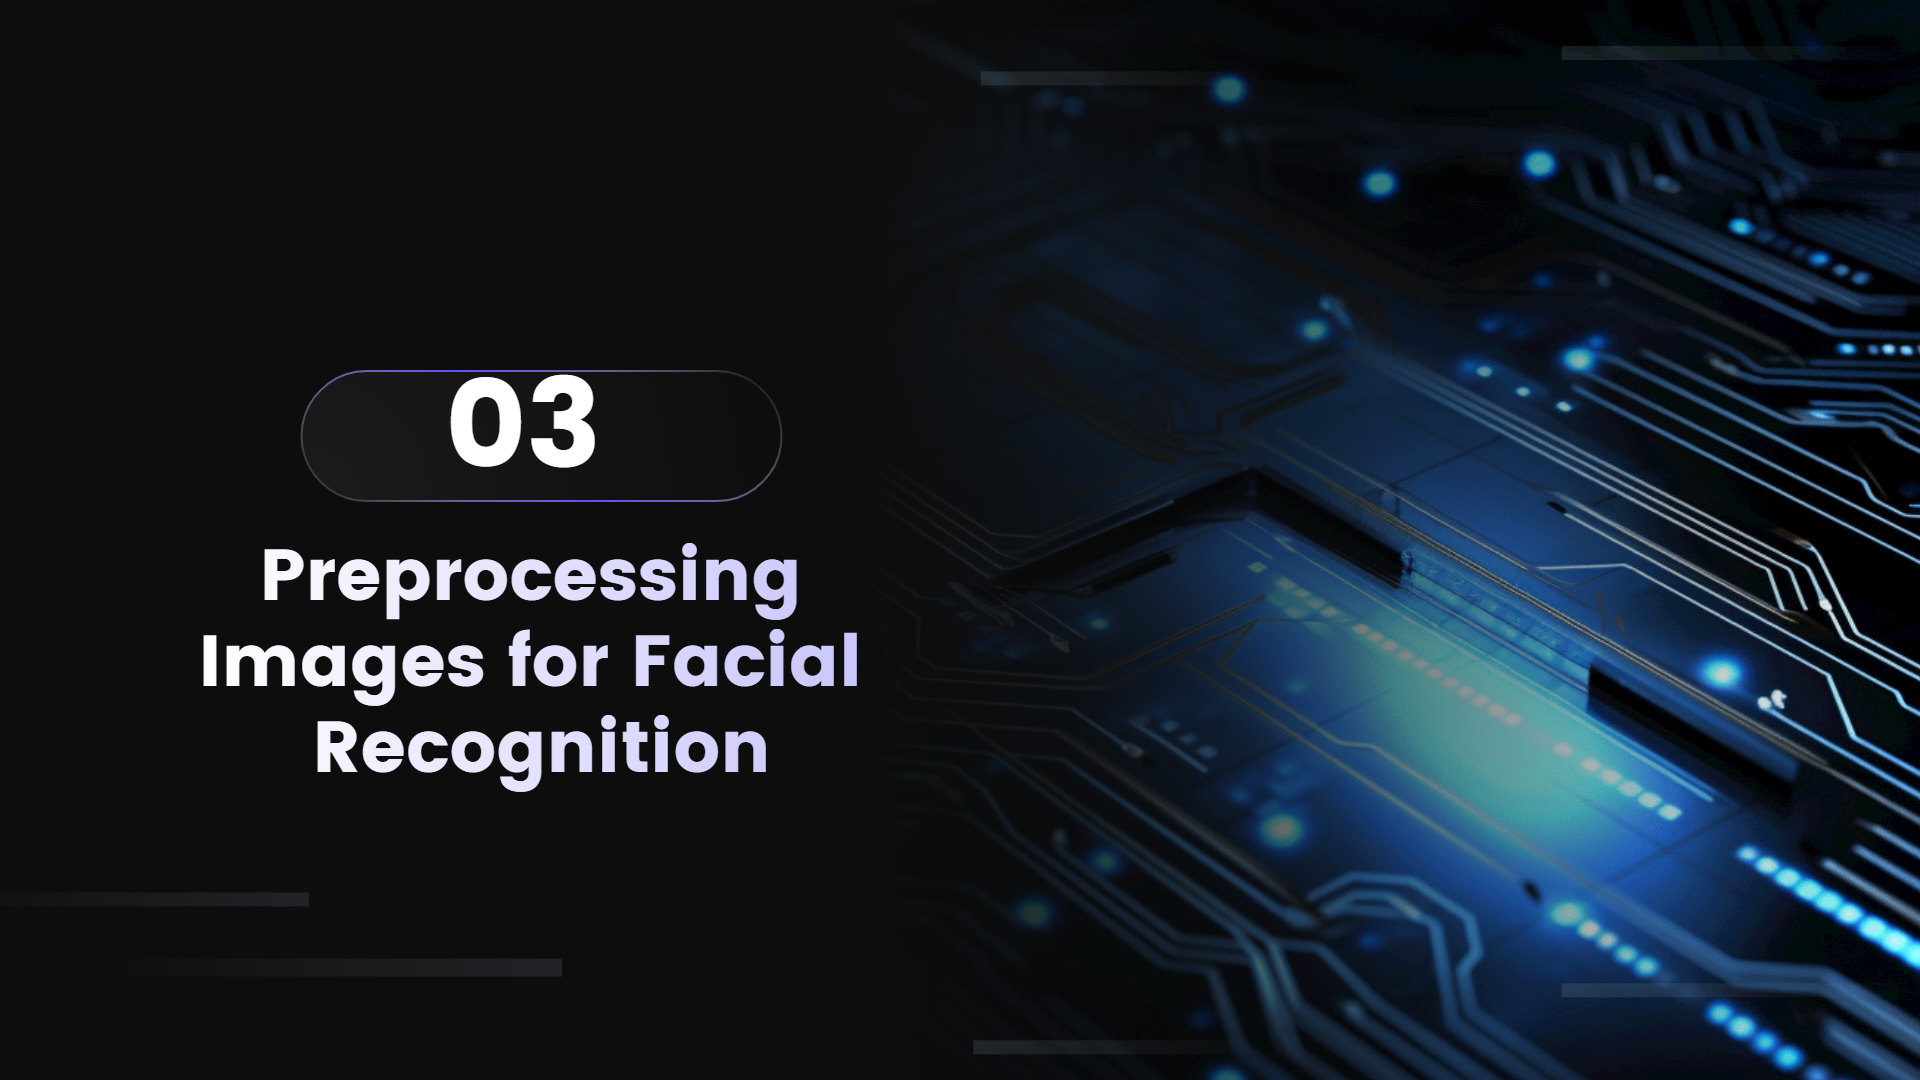 03
Preprocessing
Images for Facial
Recognition